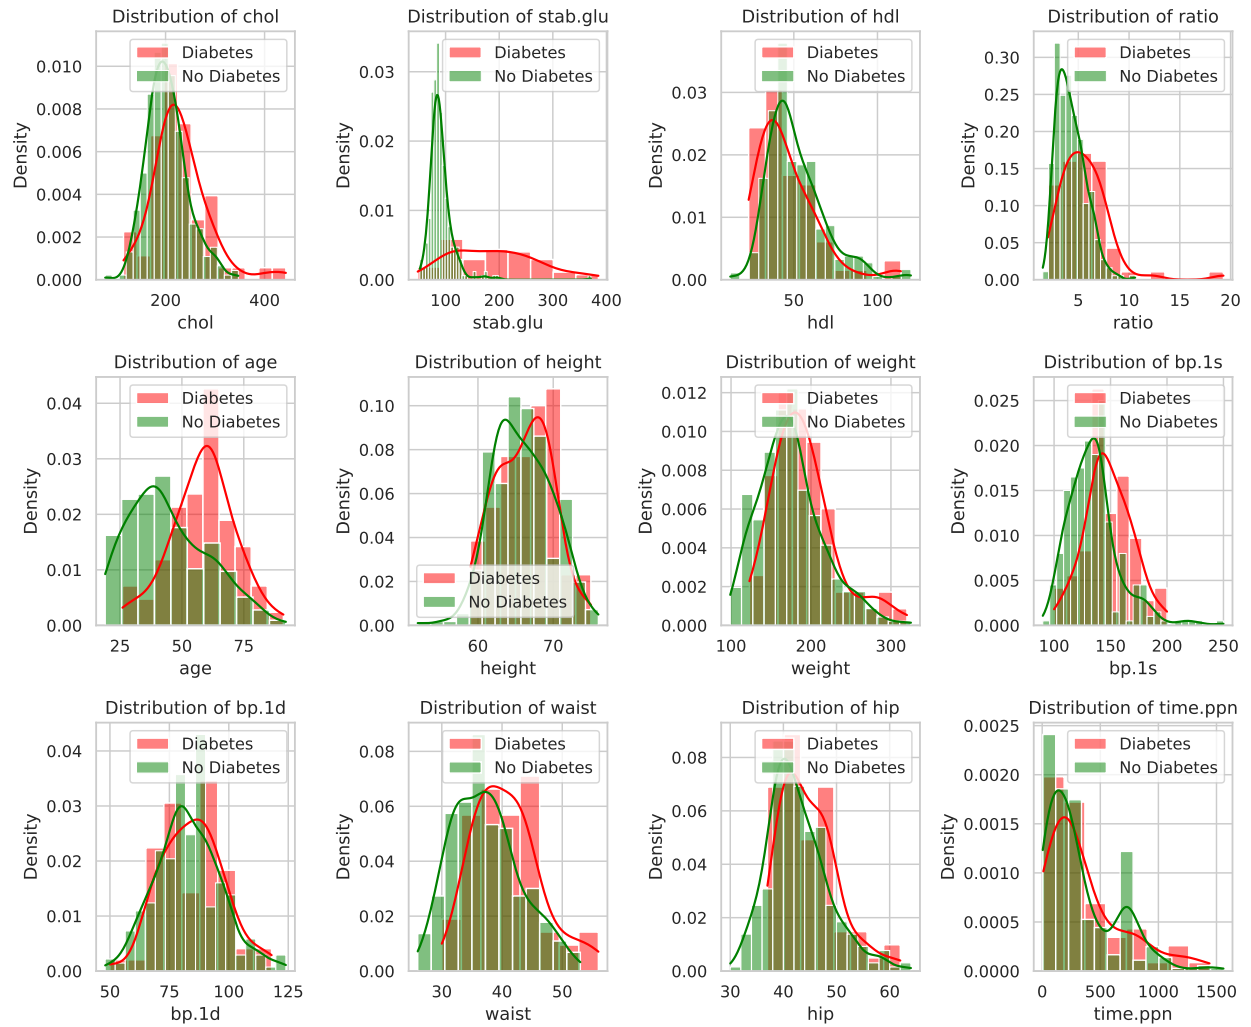 Distribution of chol
Diabetes
No Diabetes
Density
0.010
0.008
0.006
0.004
0.002
0.000
200
400
chol
Distribution of stab.glu
Diabetes
No Diabetes
Density
0.03
0.02
0.01
0.00
100
200
300
400
stab.glu
Distribution of hdl
Diabetes
No Diabetes
Density
0.03
0.02
0.01
0.00
50
100
hdl
Distribution of ratio
Diabetes
No Diabetes
Density
0.30
0.25
0.20
0.15
0.10
0.05
0.00
5
10
15
20
ratio
Distribution of age
Diabetes
No Diabetes
Density
0.04
0.03
0.02
0.01
0.00
25
50
75
age
Distribution of height
Density
0.10
0.08
0.06
0.04
0.02
0.00
Diabetes
No Diabetes
60
70
height
Distribution of weight
Diabetes
No Diabetes
Density
0.012
0.010
0.008
0.006
0.004
0.002
0.000
100
200
300
weight
Distribution of bp.1s
Diabetes
No Diabetes
Density
0.025
0.020
0.015
0.010
0.005
0.000
100
150
200
250
bp.1s
Distribution of bp.1d
Diabetes
No Diabetes
Density
0.04
0.03
0.02
0.01
0.00
50
75
100
125
bp.1d
Distribution of waist
Diabetes
No Diabetes
Density
0.08
0.06
0.04
0.02
0.00
30
40
50
waist
Distribution of hip
Diabetes
No Diabetes
Density
0.08
0.06
0.04
0.02
0.00
30
40
50
60
hip
Distribution of time.ppn
Diabetes
No Diabetes
Density
0.0025
0.0020
0.0015
0.0010
0.0005
0.0000
0
500
1000
1500
time.ppn